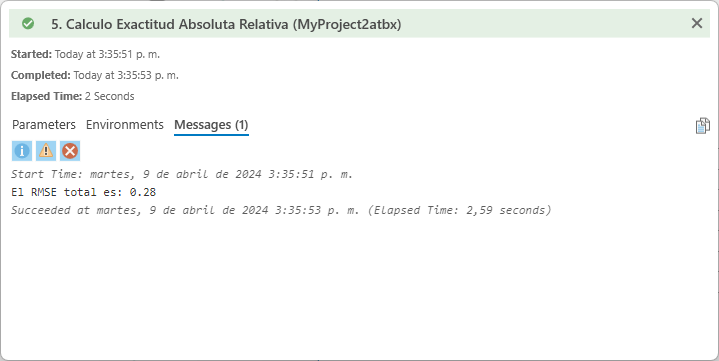 5. Calculo Exactitud Absoluta Relativa (MyProject2atbx)
Started: Today at 3:35:51 p. m.
Completed: Today at 3:35:53 p. m.
Elapsed Time: 2 Seconds
Parameters Environments Messages (1)
Start Time: martes, 9 de abril de 2024 3:35:51 p. m.
El RMSE total es: 0.28
Succeeded at martes, 9 de abril de 2024 3:35:53 p. m. (Elapsed Time: 2,59 seconds)